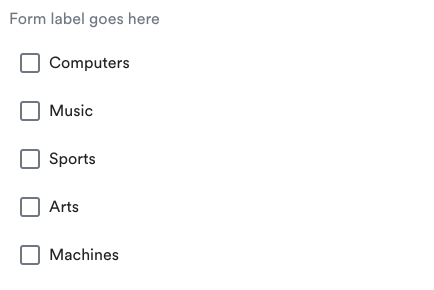 Form label goes here
Computers
Music
Sports
Arts
Machines